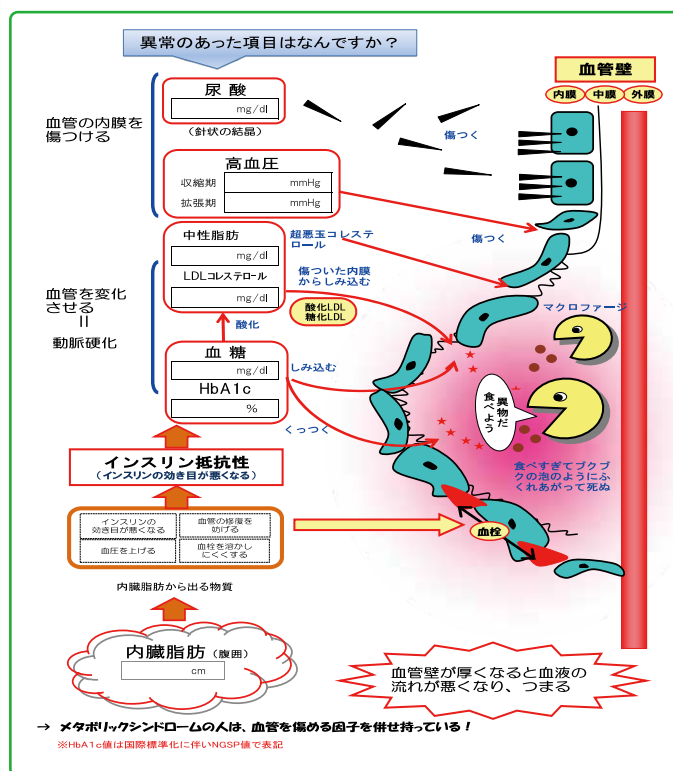 異常のあった項目はなんですか？
血管壁
内膜
中膜
外膜
血管の内膜を
傷つける
尿酸
mg/dl
(針状の結晶)
傷つく
高血圧
収縮期 mmHg
拡張期 mmHg
中性脂肪
mg/dl
LDLコレステロール
mg/dl
超悪玉コレステ
ロール
傷つく
傷ついた内膜
からしみ込む
酸化LDL
糖化LDL
マクロファージ
血管を変化
させる
＝
動脈硬化
酸化
血糖
mg/dl
HbA1c
%
しみ込む
くっつく
異物だ
食べよう
食べすぎてブクブ
クの泡のようにふ
くれあがって死ぬ
インスリン抵抗性
(インスリンの効き目が悪くなる)
インスリンの
効き目が悪くなる
血管の修復を
妨げる
血圧を上げる
血栓を溶かし
にくくする
血栓
内臓脂肪から出る物質
内臓脂肪（腹囲）
cm
血管壁が厚くなると血液の
流れが悪くなり、つまる
→ メタボリックシンドロームの人は、血管を傷める因子を併せ持っている！
※HbA1c値は国際標準化に伴いNGSP値で表記